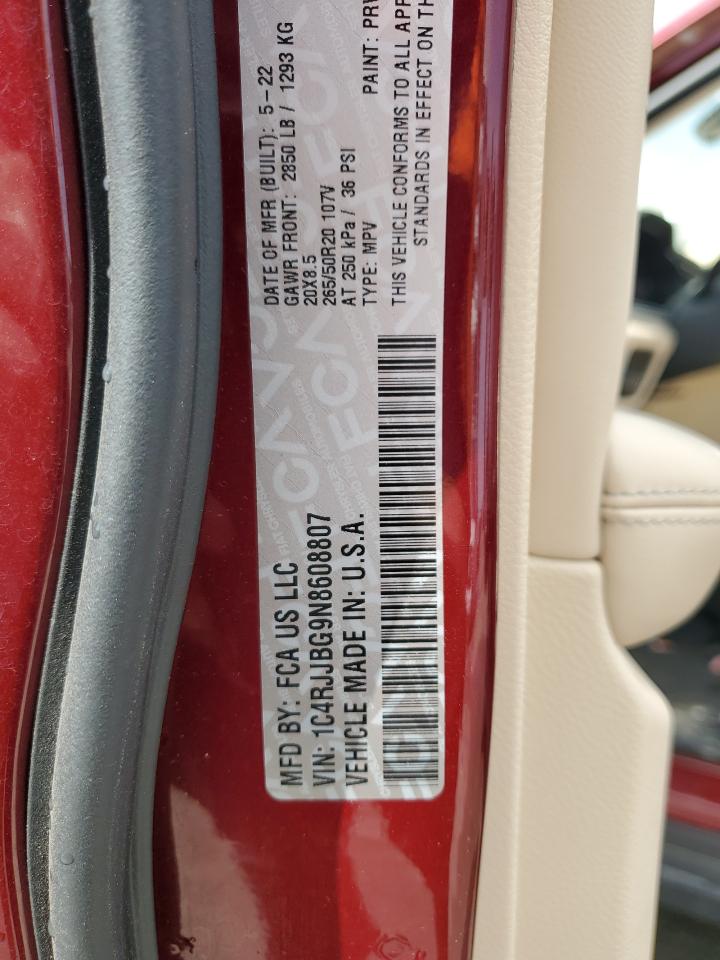 MFD BY: FCA US LLC
VIN: 1C4RJJBG9N8608807
VEHICLE MADE IN: U.S.A.
DATE OF MFR (BUILT): 5-22
GAWR FRONT: 2850 LB / 1293 KG
20X8.5
265/50R20 107V
AT 250 kPa / 36 PSI
TYPE: MPV PAINT: PRV
THIS VEHICLE CONFORMS TO ALL APP
STANDARDS IN EFFECT ON TH